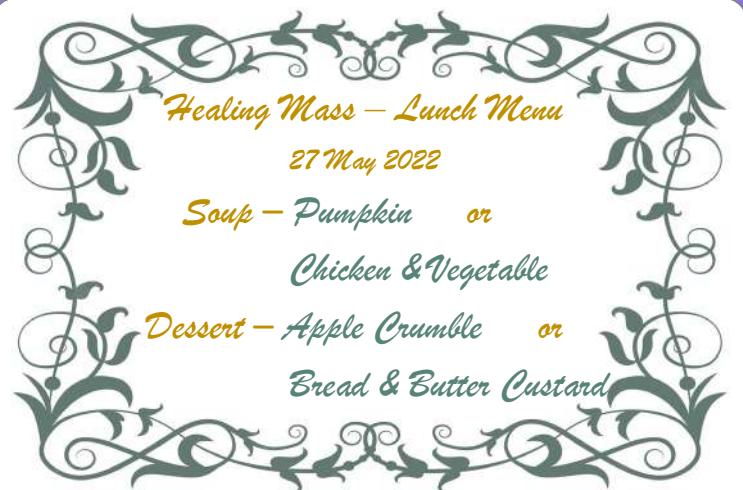 Healing Mass – Lunch Menu
27 May 2022
Soup – Pumpkin or
Chicken & Vegetable
Dessert – Apple Crumble or
Bread & Butter Custard